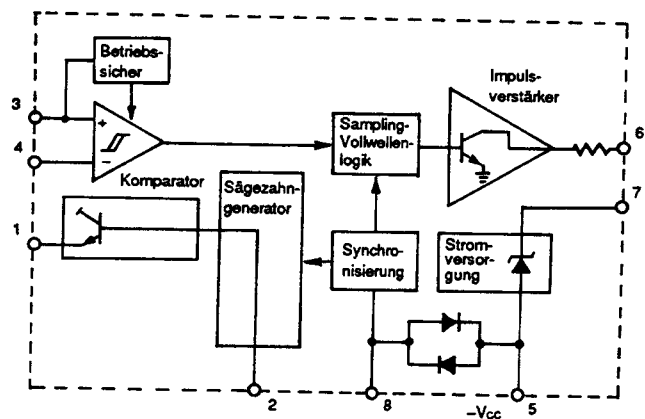 Betriebs-
sicher
Impuls-
verstärker
3
+
4
−
Sampling-
Vollwellen-
logik
6
Komparator
Sägezahn-
generator
7
1
Synchro-
nisierung
Strom-
versor-
gung
2
8
−Vcc
5